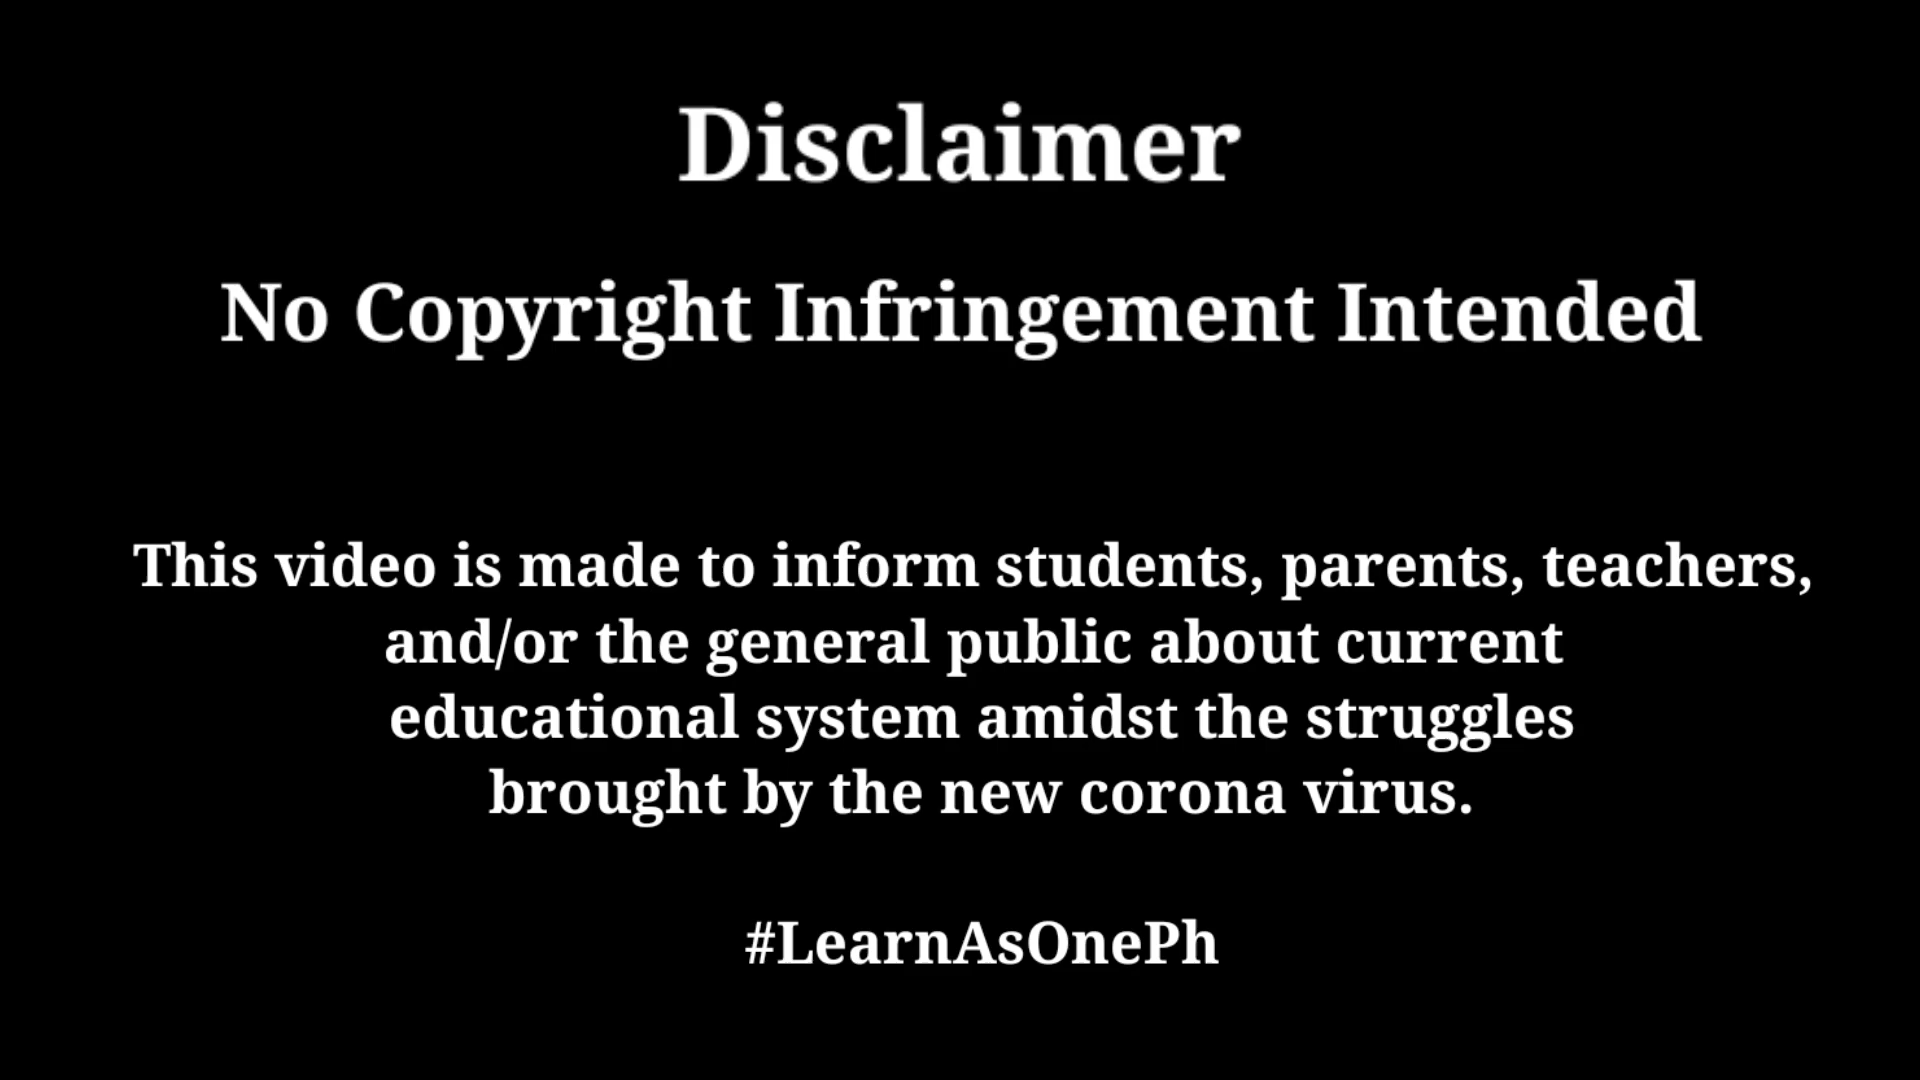 Disclaimer
No Copyright Infringement Intended
This video is made to inform students, parents, teachers,
and/or the general public about current
educational system amidst the struggles
brought by the new corona virus.
#LearnAsOnePh